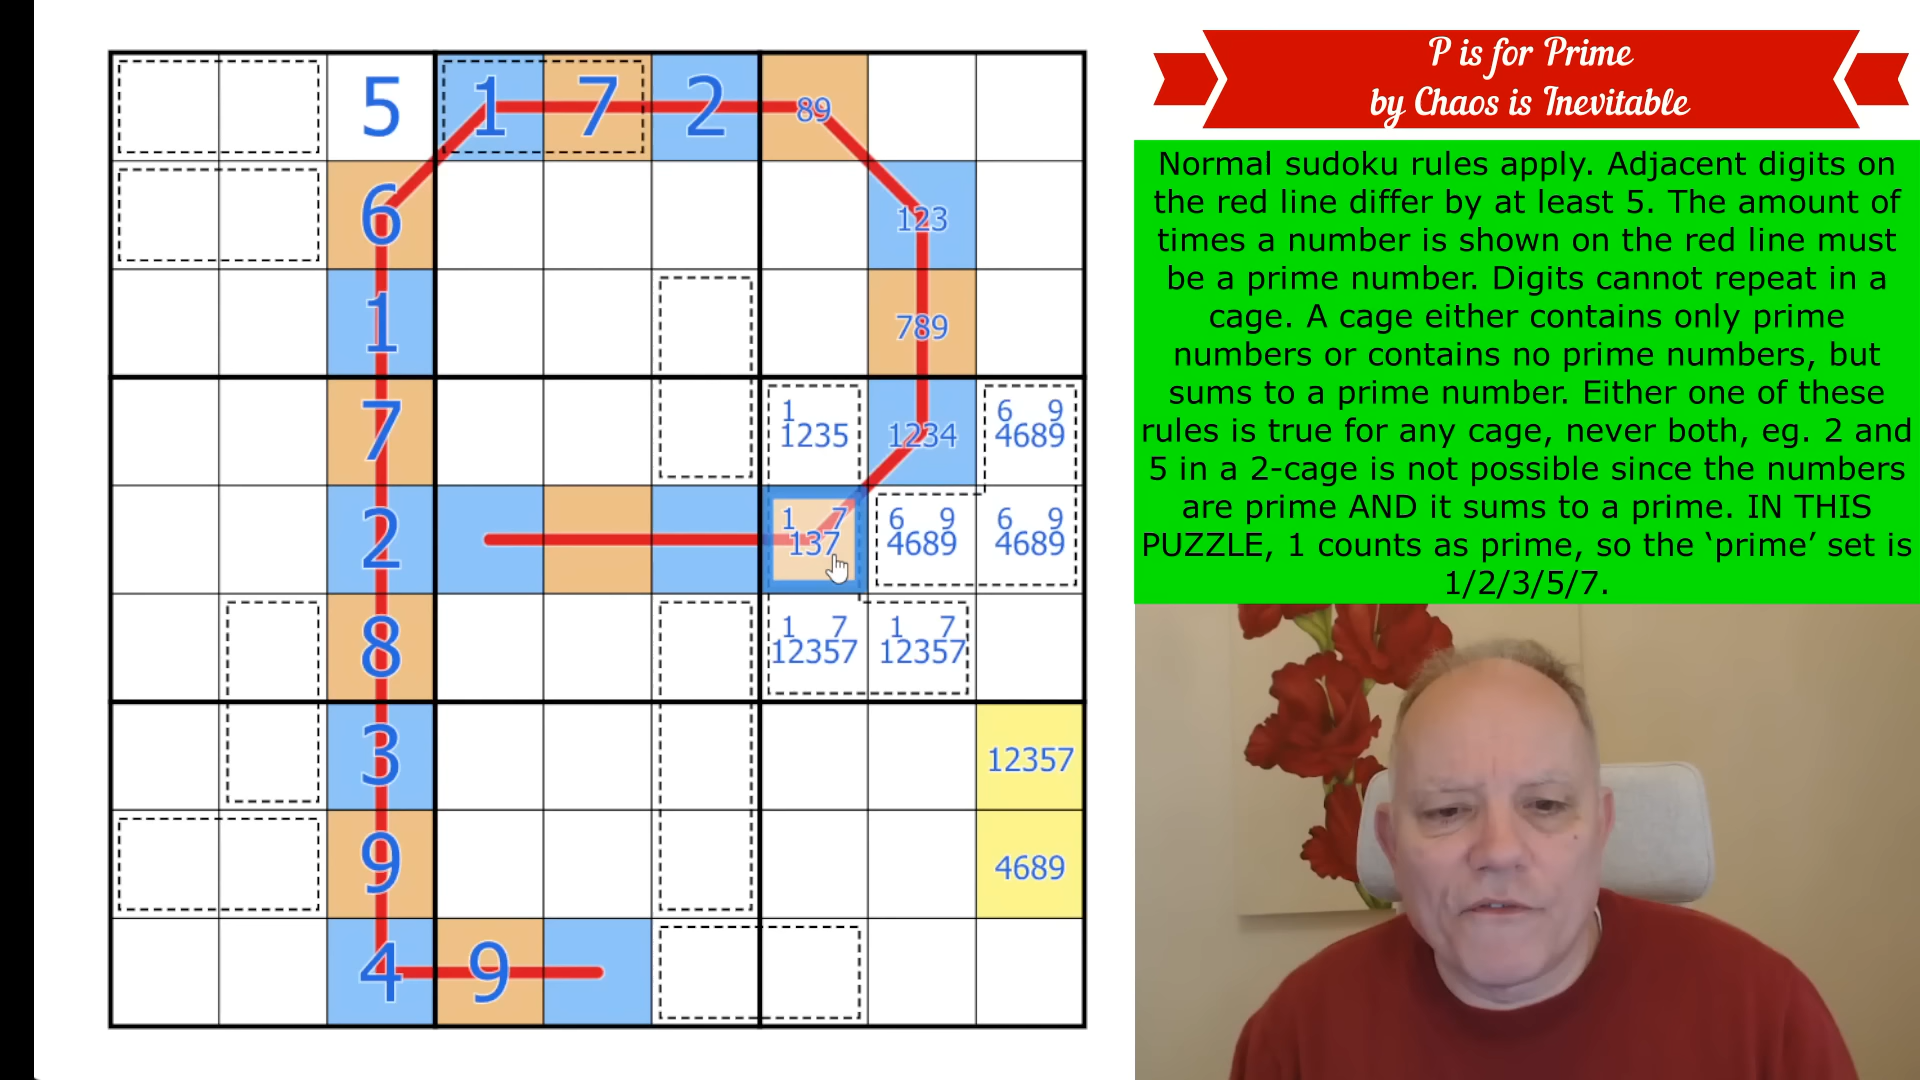 P is for Prime
by Chaos is Inevitable
Normal sudoku rules apply. Adjacent digits on
the red line differ by at least 5. The amount of
times a number is shown on the red line must
be a prime number. Digits cannot repeat in a
cage. A cage either contains only prime
numbers or contains no prime numbers, but
sums to a prime number. Either one of these
rules is true for any cage, never both, eg. 2 and
5 in a 2-cage is not possible since the numbers
are prime AND it sums to a prime. IN THIS
PUZZLE, 1 counts as prime, so the ‘prime’ set is
1/2/3/5/7.
5 1 7 2 89
6 123
1 789
1 6 9
7 1235 1234 4689
1 7 6 9 6 9
2 137 4689 4689
1 7 1 7
8 12357 12357
3 12357
9 4689
4 9